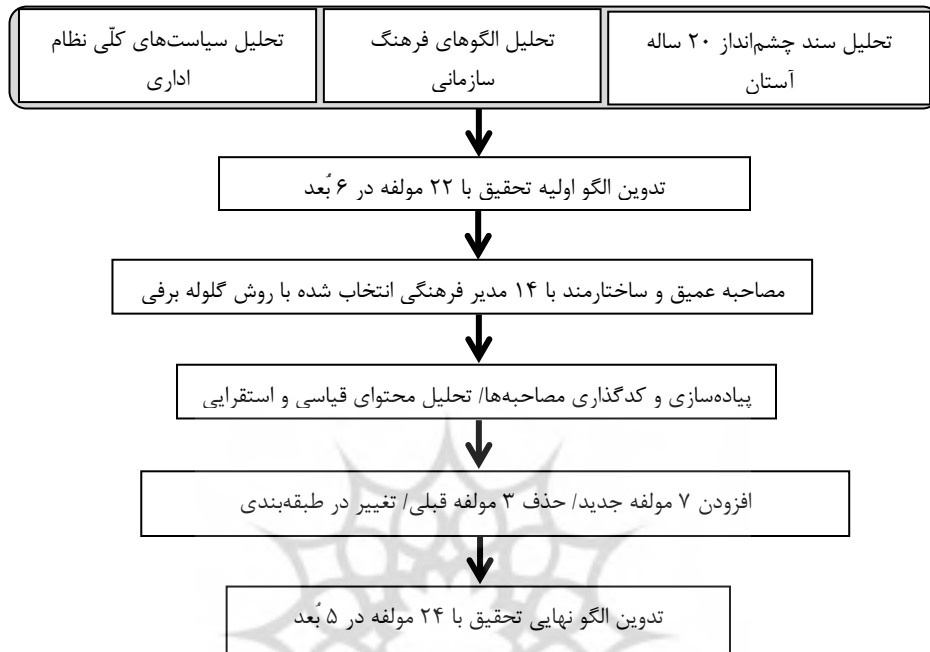 تحلیل سند چشم‌انداز ۲۰ ساله
آستان
تحلیل الگوهای فرهنگ
سازمانی
تحلیل سیاست‌های کلّی نظام
اداری
تدوین الگو اولیه تحقیق با ۲۲ مولفه در ۶ بُعد
مصاحبه عمیق و ساختارمند با ۱۴ مدیر فرهنگی انتخاب شده با روش گلوله برفی
پیاده‌سازی و کدگذاری مصاحبه‌ها/ تحلیل محتوای قیاسی و استقرایی
افزودن ۷ مولفه جدید/ حذف ۳ مولفه قبلی/ تغییر در طبقه‌بندی
تدوین الگو نهایی تحقیق با ۲۴ مولفه در ۵ بُعد